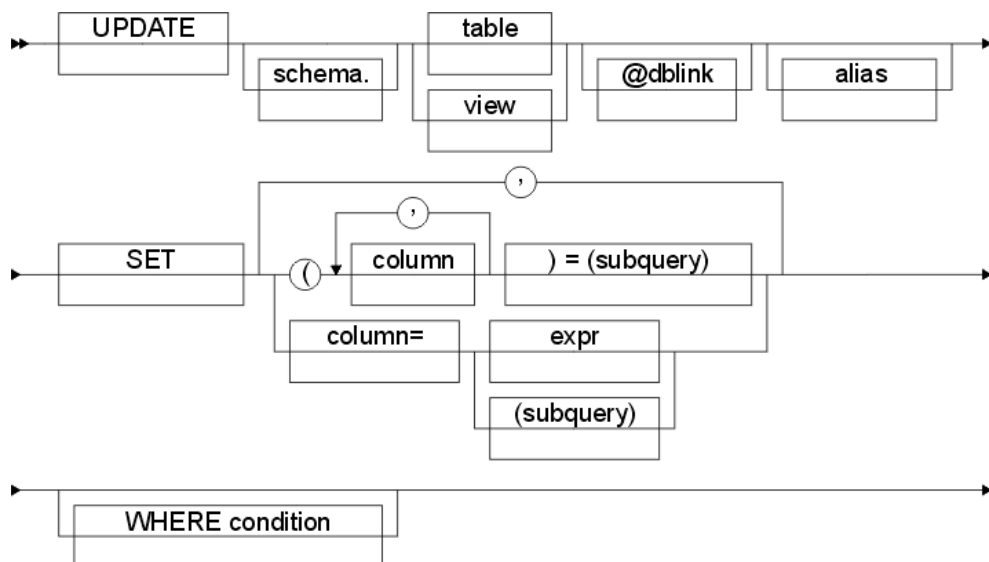 UPDATE
schema.
table
view
@dblink
alias
,
,
SET
(
column
) = (subquery)
column=
expr
(subquery)
WHERE condition